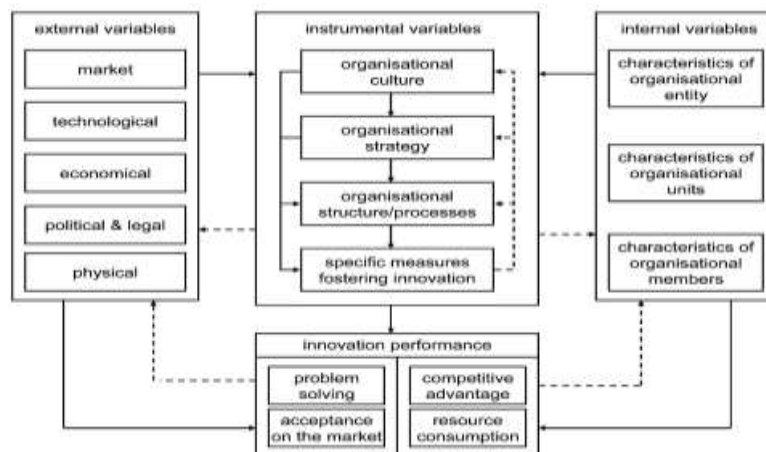 external variables
market
technological
economical
political & legal
physical
instrumental variables
organisational
culture
organisational
strategy
organisational
structure/processes
specific measures
fostering innovation
internal variables
characteristics of
organisational
entity
characteristics of
organisational
units
characteristics of
organisational
members
innovation performance
problem
solving
acceptance
on the market
competitive
advantage
resource
consumption